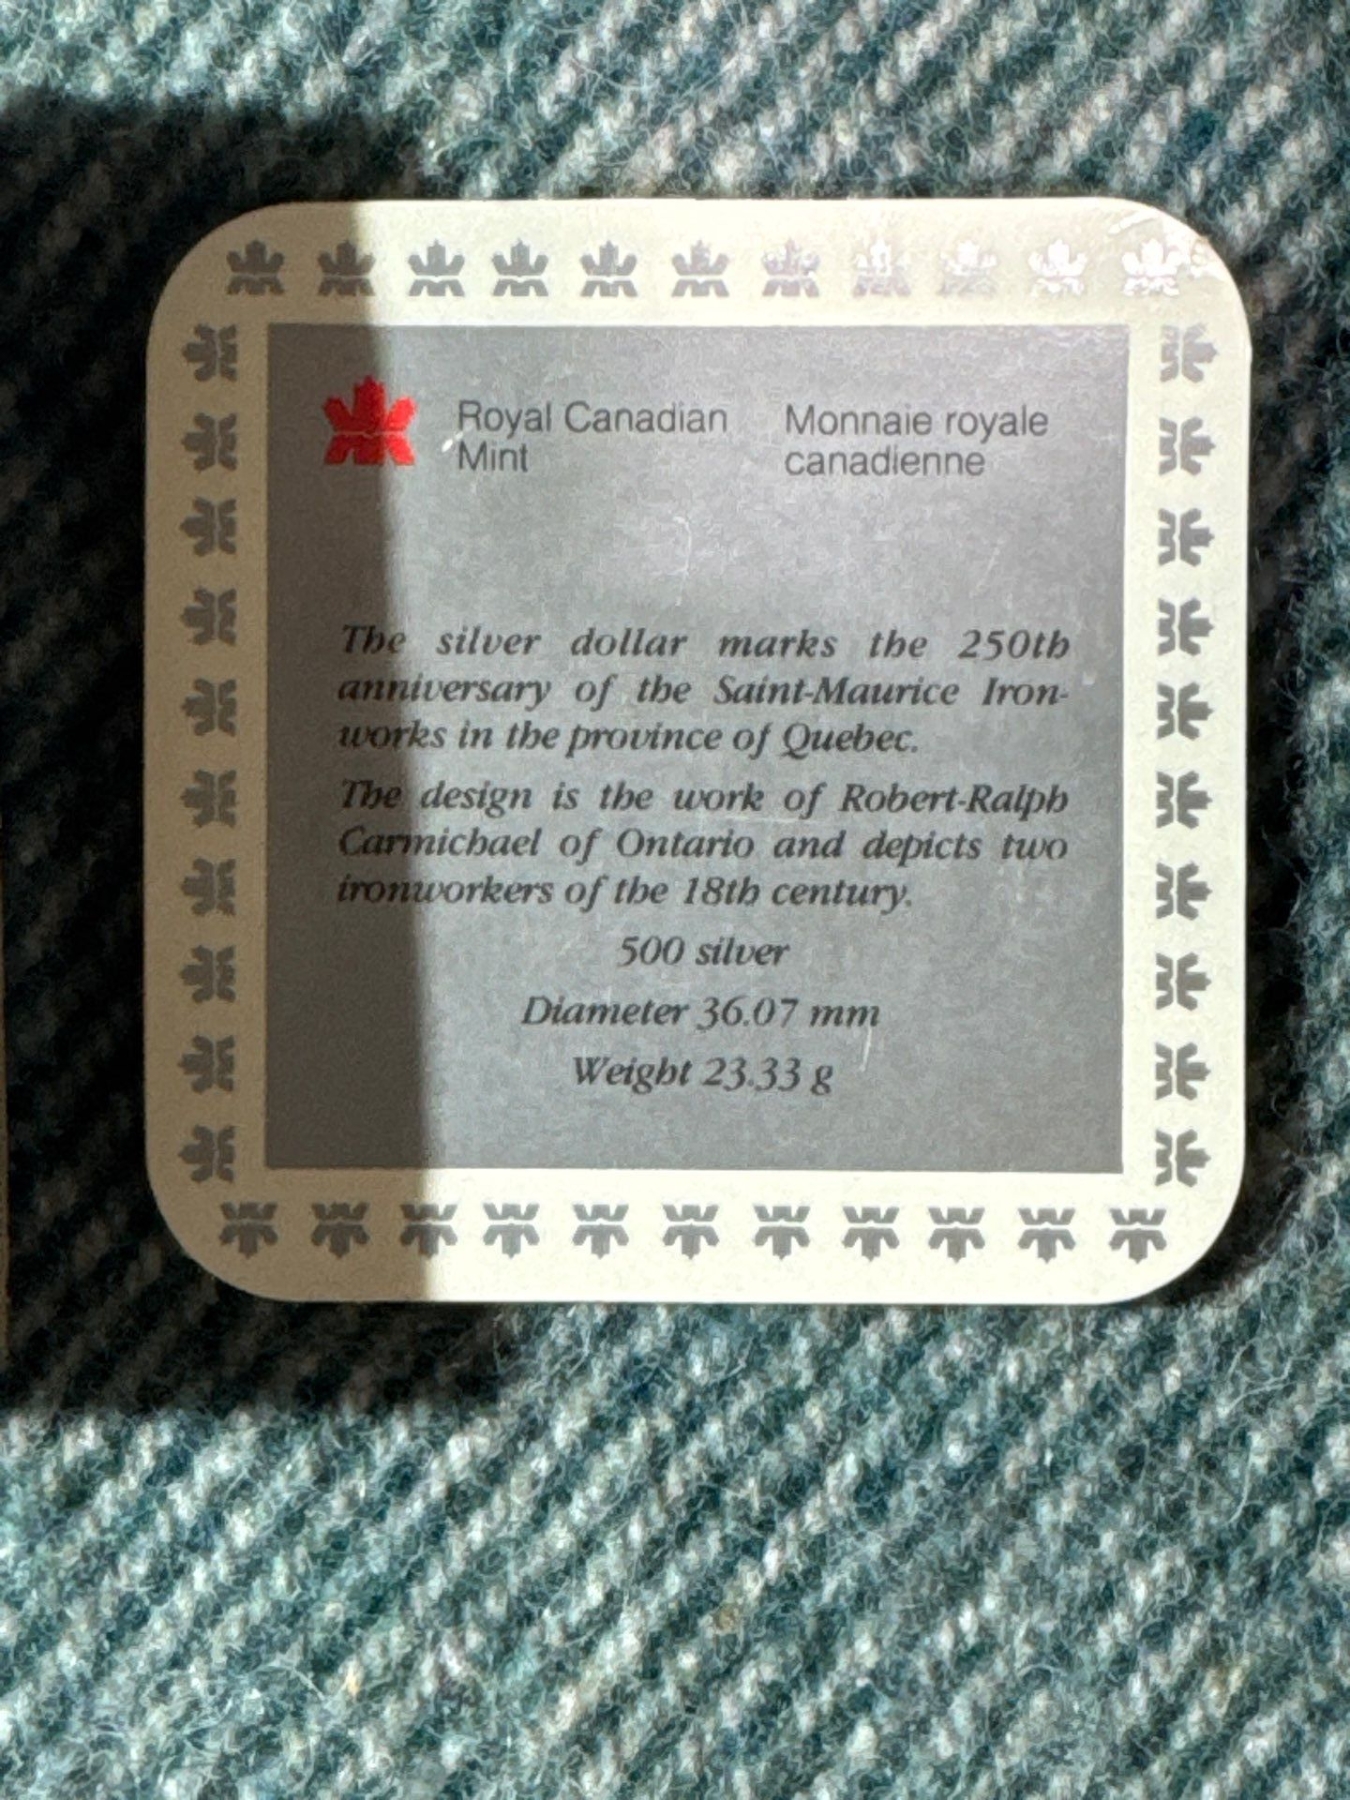 Royal Canadian
Mint
Monnaie royale
canadienne
The silver dollar marks the 250th
anniversary of the Saint-Maurice Iron-
works in the province of Quebec.
The design is the work of Robert-Ralph
Carmichael of Ontario and depicts two
ironworkers of the 18th century.
500 silver
Diameter 36.07 mm
Weight 23.33 g